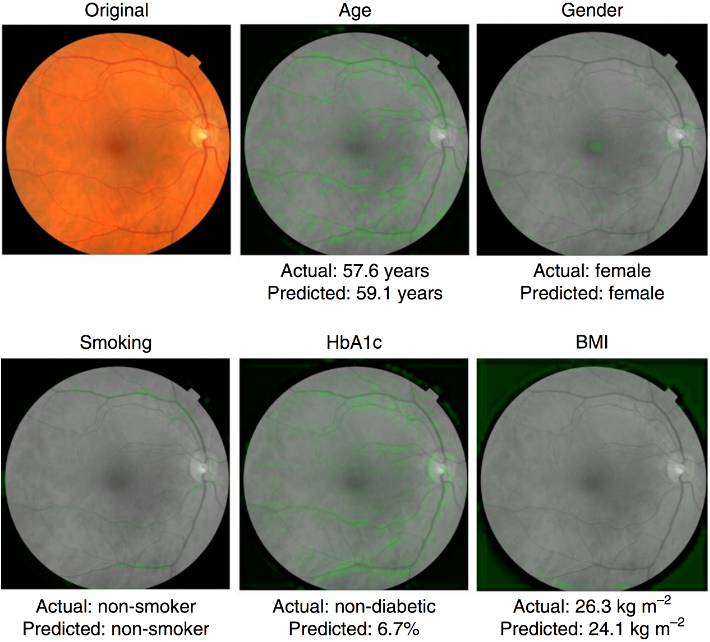 Original
Age
Gender
Actual: 57.6 years
Predicted: 59.1 years
Actual: female
Predicted: female
Smoking
HbA1c
BMI
Actual: non-smoker
Predicted: non-smoker
Actual: non-diabetic
Predicted: 6.7%
Actual: 26.3 kg m⁻²
Predicted: 24.1 kg m⁻²